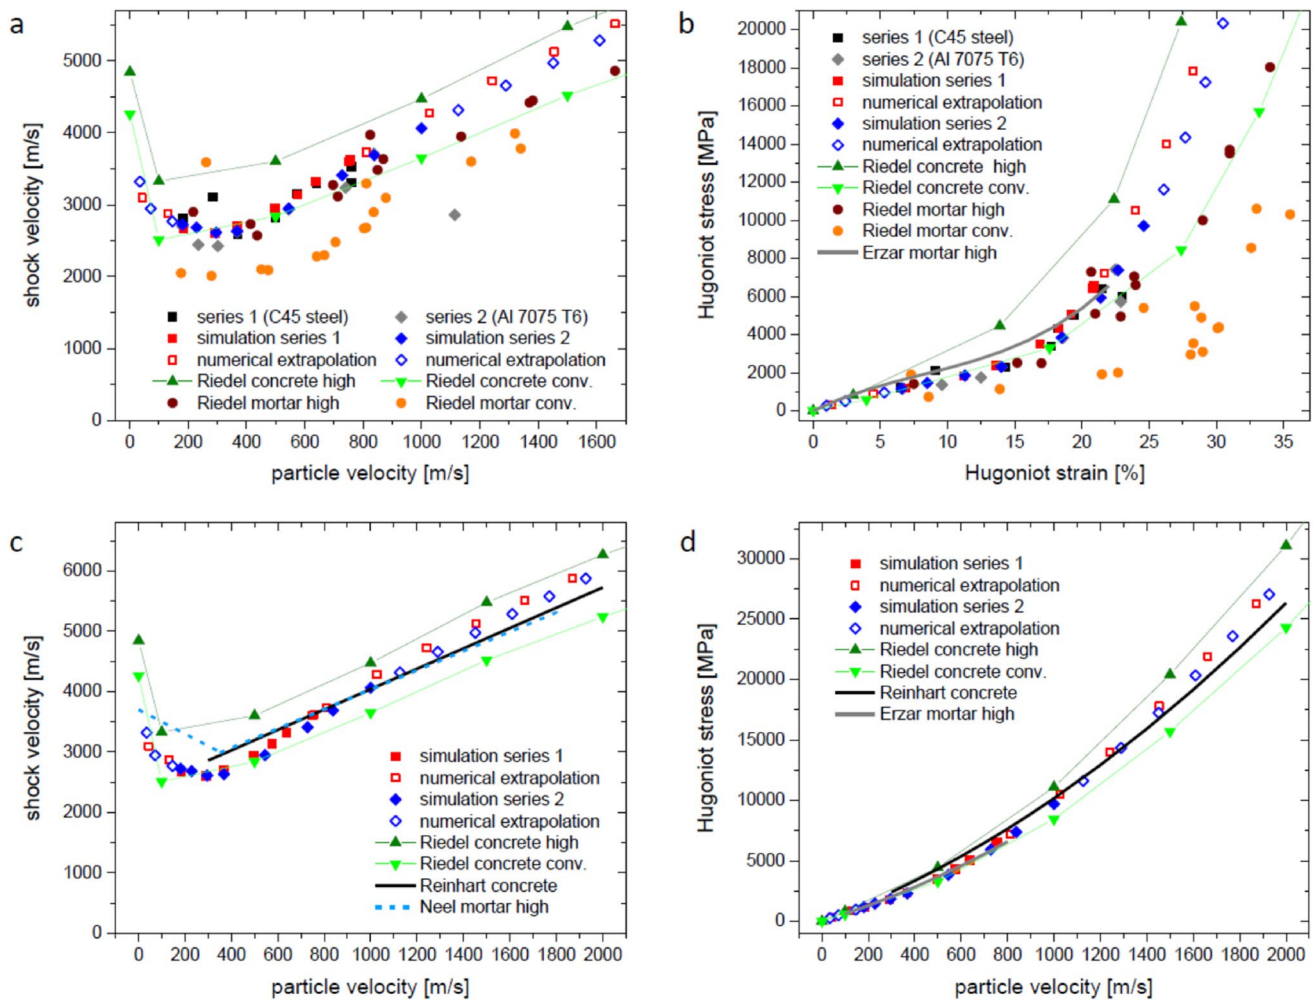 a
shock velocity [m/s]
5000
4000
3000
2000
1000
0
series 1 (C45 steel)
series 2 (Al 7075 T6)
simulation series 1
simulation series 2
numerical extrapolation
numerical extrapolation
Riedel concrete high
Riedel concrete conv.
Riedel mortar high
Riedel mortar conv.
0 200 400 600 800 1000 1200 1400 1600
particle velocity [m/s]
b
Hugoniot stress [MPa]
20000
18000
16000
14000
12000
10000
8000
6000
4000
2000
0
series 1 (C45 steel)
series 2 (Al 7075 T6)
simulation series 1
numerical extrapolation
simulation series 2
numerical extrapolation
Riedel concrete high
Riedel concrete conv.
Riedel mortar high
Riedel mortar conv.
Erzar mortar high
0 5 10 15 20 25 30 35
Hugoniot strain [%]
c
shock velocity [m/s]
6000
5000
4000
3000
2000
1000
0
simulation series 1
numerical extrapolation
simulation series 2
numerical extrapolation
Riedel concrete high
Riedel concrete conv.
Reinhart concrete
Neel mortar high
0 200 400 600 800 1000 1200 1400 1600 1800 2000
particle velocity [m/s]
d
Hugoniot stress [MPa]
30000
25000
20000
15000
10000
5000
0
simulation series 1
numerical extrapolation
simulation series 2
numerical extrapolation
Riedel concrete high
Riedel concrete conv.
Reinhart concrete
Erzar mortar high
0 200 400 600 800 1000 1200 1400 1600 1800 2000
particle velocity [m/s]